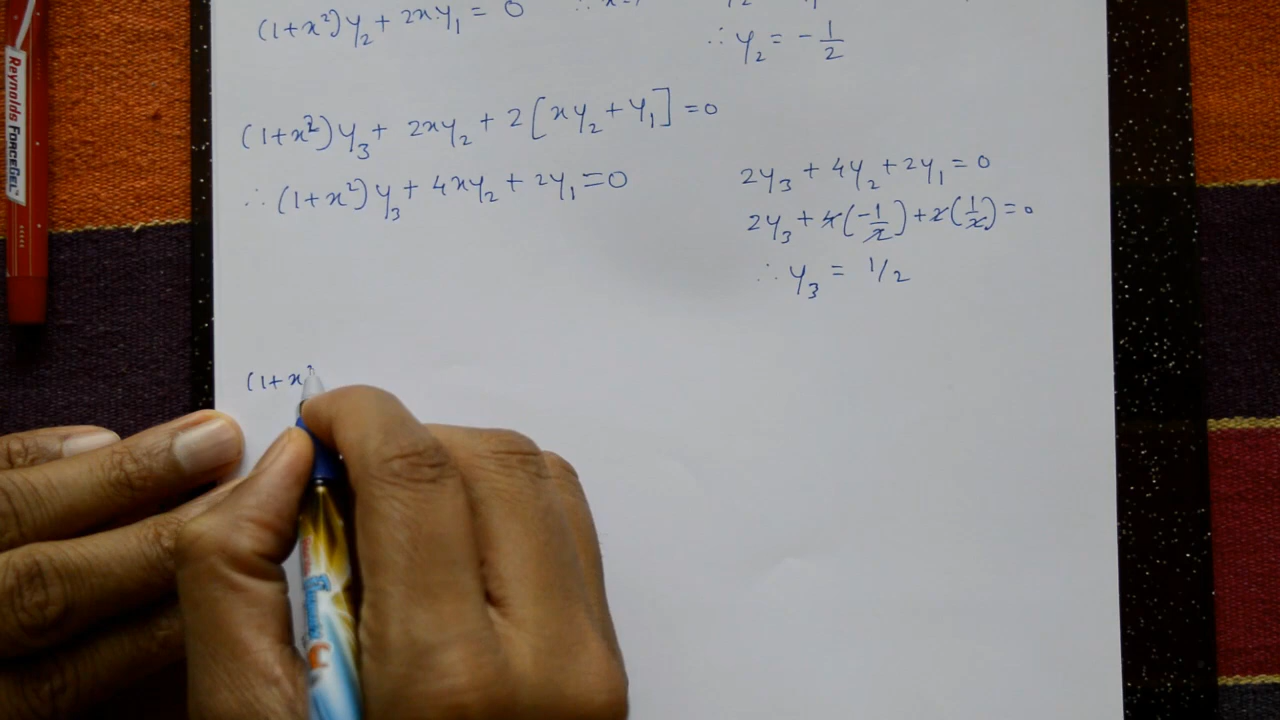 (1+x²)y₂ + 2xy₁ = 0
∴ y₂ = -1/2
(1+x²)y₃ + 2xy₂ + 2[xy₂ + y₁] = 0
∴ (1+x²)y₃ + 4xy₂ + 2y₁ = 0
2y₃ + 4y₂ + 2y₁ = 0
2y₃ + 4(-1/2) + 2(1/2) = 0
∴ y₃ = 1/2
(1+x²
Reynolds FORCEGEL